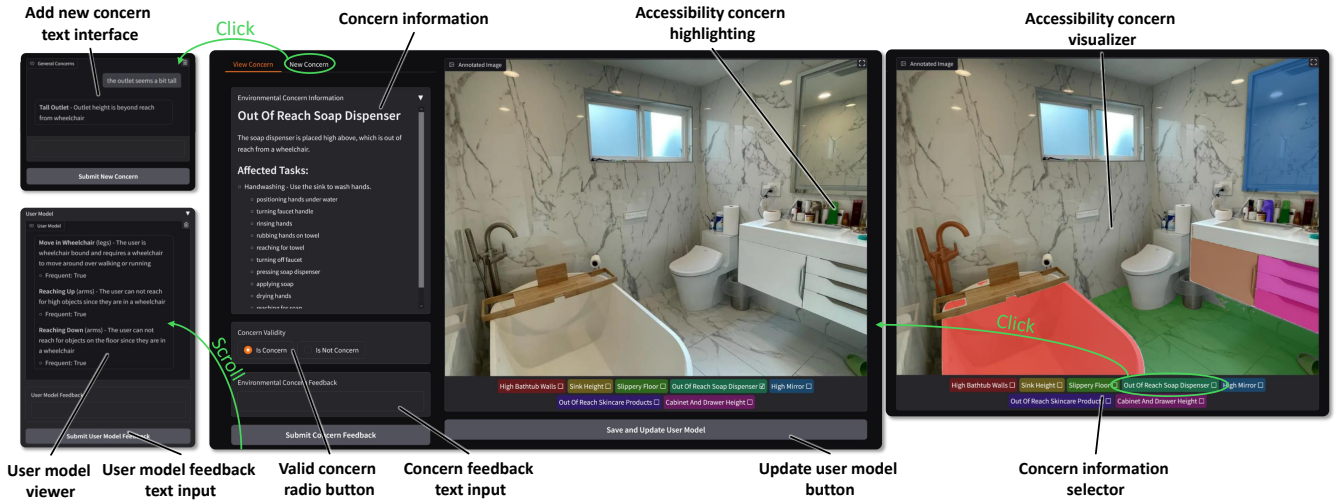 Add new concern
text interface
Click
Concern information
Accessibility concern
highlighting
Accessibility concern
visualizer
General Concerns
the outlet seems a bit tall
Tall Outlet - Outlet height is beyond reach
from wheelchair
Submit New Concern
User Model
User Model
Move in Wheelchair (legs) - The user is
wheelchair bound and requires a wheelchair
to move around over walking or running
Frequent: True
Reaching Up (arms) - The user can not reach
for high objects since they are in a wheelchair
Frequent: True
Reaching Down (arms) - The user can not
reach for objects on the floor since they are in
a wheelchair
Frequent: True
User Model Feedback
Submit User Model Feedback
Scroll
View Concern
New Concern
Environmental Concern Information
Out Of Reach Soap Dispenser
The soap dispenser is placed high above, which is out of
reach from a wheelchair.
Affected Tasks:
Handwashing - Use the sink to wash hands.
positioning hands under water
turning faucet handle
rinsing hands
rubbing hands on towel
reaching for towel
turning off faucet
pressing soap dispenser
applying soap
drying hands
reaching for soap
Concern Validity
Is Concern
Is Not Concern
Environmental Concern Feedback
Submit Concern Feedback
Annotated Image
High Bathtub Walls
Sink Height
Slippery Floor
Out Of Reach Soap Dispenser
High Mirror
Out Of Reach Skincare Products
Cabinet And Drawer Height
Save and Update User Model
Annotated Image
Click
High Bathtub Walls
Sink Height
Slippery Floor
Out Of Reach Soap Dispenser
High Mirror
Out Of Reach Skincare Products
Cabinet And Drawer Height
User model
viewer
User model feedback
text input
Valid concern
radio button
Concern feedback
text input
Update user model
button
Concern information
selector